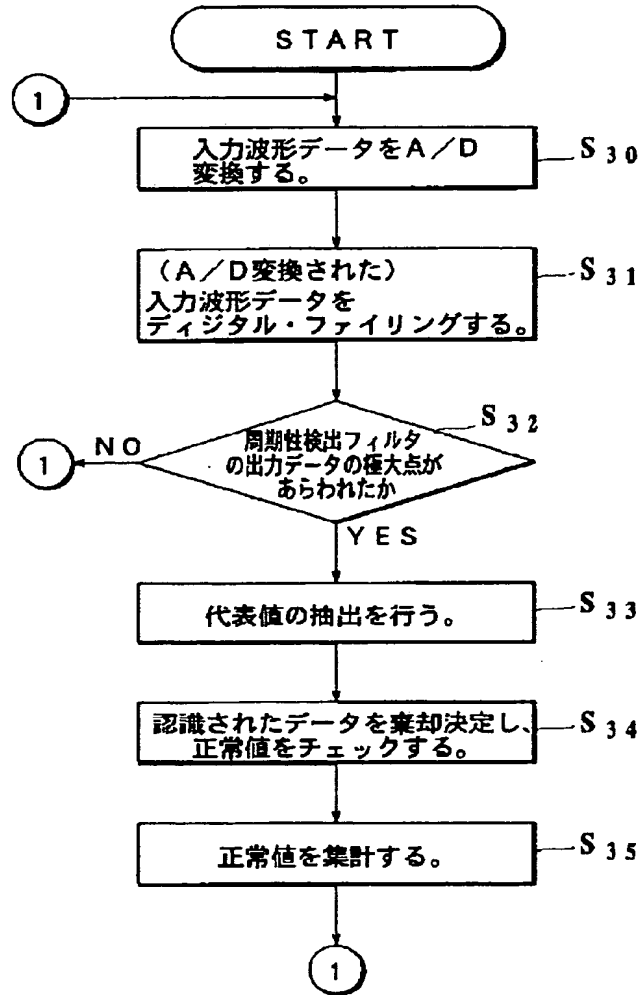 START
1
入力波形データをA／D
変換する。
S30
（A／D変換された）
入力波形データを
ディジタル・ファイリングする。
S31
S32
周期性検出フィルタ
の出力データの極大点が
あらわれたか
NO
1
YES
代表値の抽出を行う。
S33
認識されたデータを棄却決定し、
正常値をチェックする。
S34
正常値を集計する。
S35
1